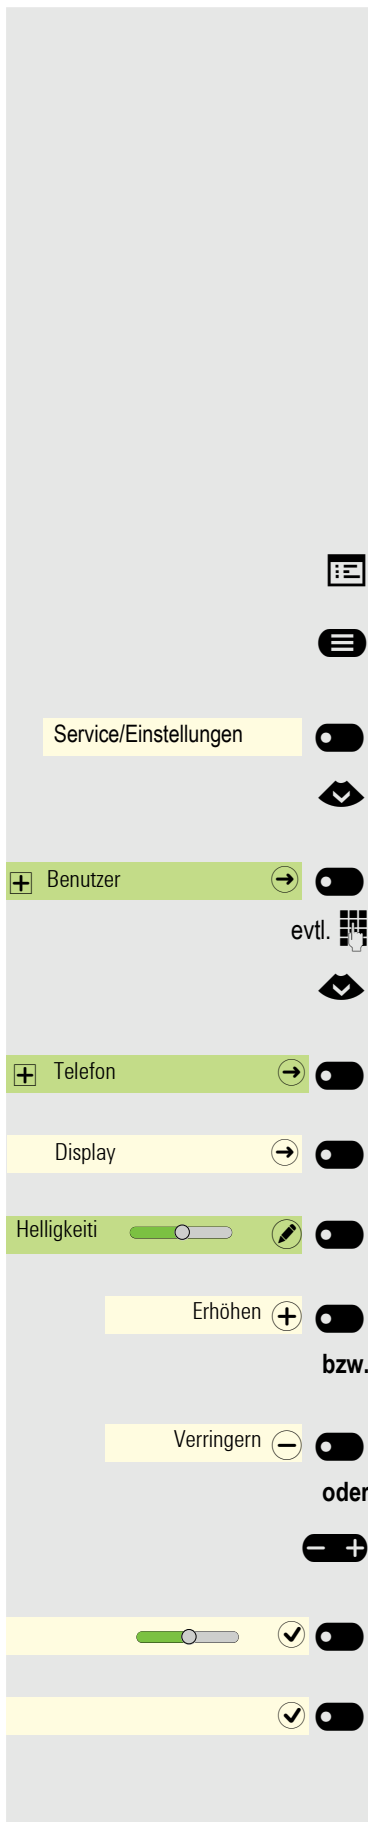 Service/Einstellungen
Benutzer
evtl.
Telefon
Display
Helligkeiti
Erhöhen
bzw.
Verringern
oder